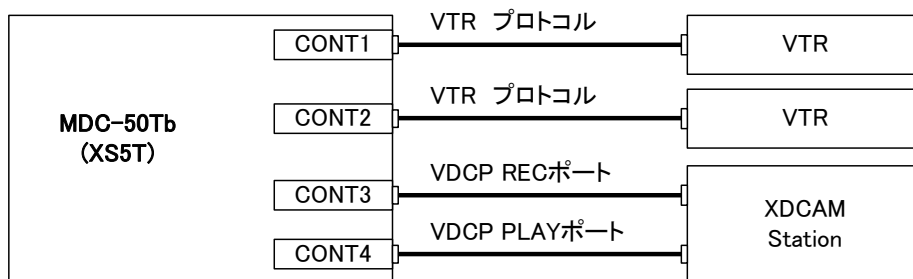 CONT1
VTR プロトコル
VTR
MDC-50Tb
(XS5T)
CONT2
VTR プロトコル
VTR
CONT3
VDCP RECポート
XDCAM
Station
CONT4
VDCP PLAYポート